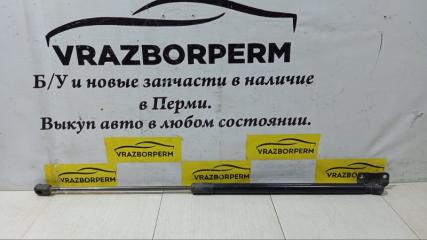 VRAZBORPERM
Б/У и новые запчасти в наличие
в Перми.
Выкуп авто в любом состоянии.
VRAZBORPERM
VRAZBORPERM
VRAZBORPERM
VRAZBORPERM